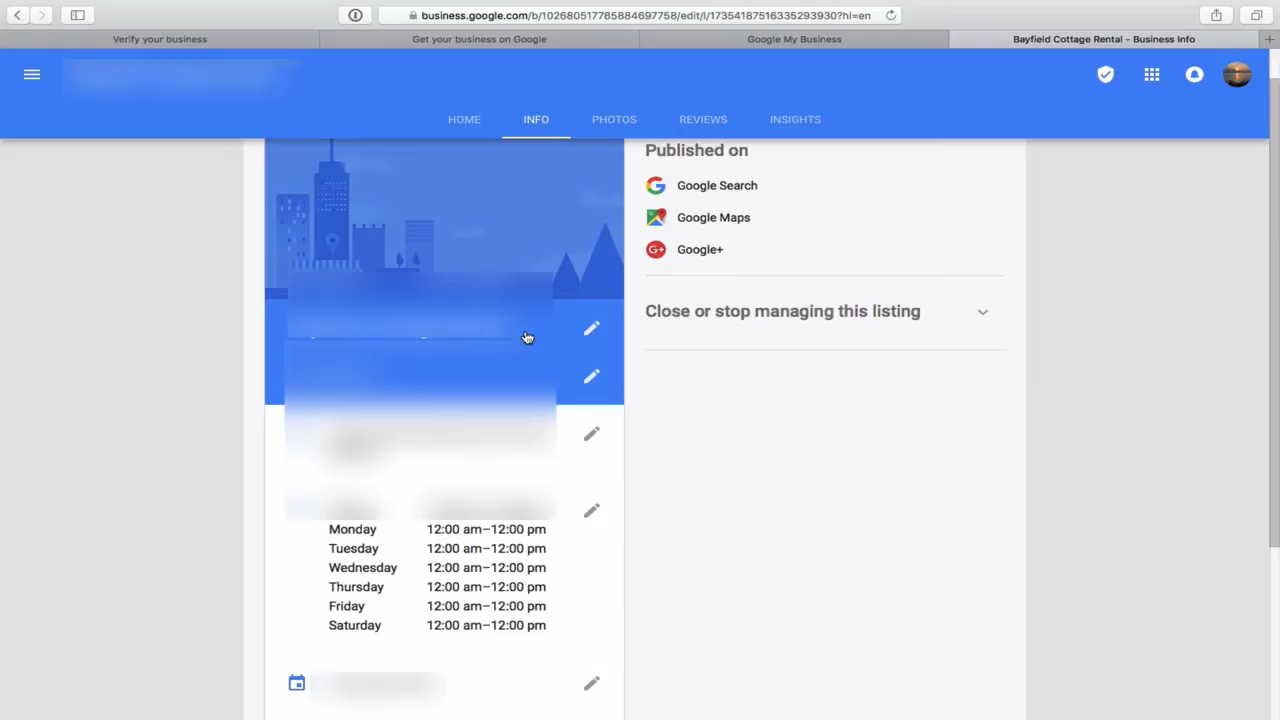 business.google.com/b/102680517785884697758/edit/l/17354187516335293930?hl=en
Verify your business
Get your business on Google
Google My Business
Bayfield Cottage Rental - Business Info
HOME
INFO
PHOTOS
REVIEWS
INSIGHTS
Published on
Google Search
Google Maps
G+ Google+
Close or stop managing this listing
Monday 12:00 am–12:00 pm
Tuesday 12:00 am–12:00 pm
Wednesday 12:00 am–12:00 pm
Thursday 12:00 am–12:00 pm
Friday 12:00 am–12:00 pm
Saturday 12:00 am–12:00 pm